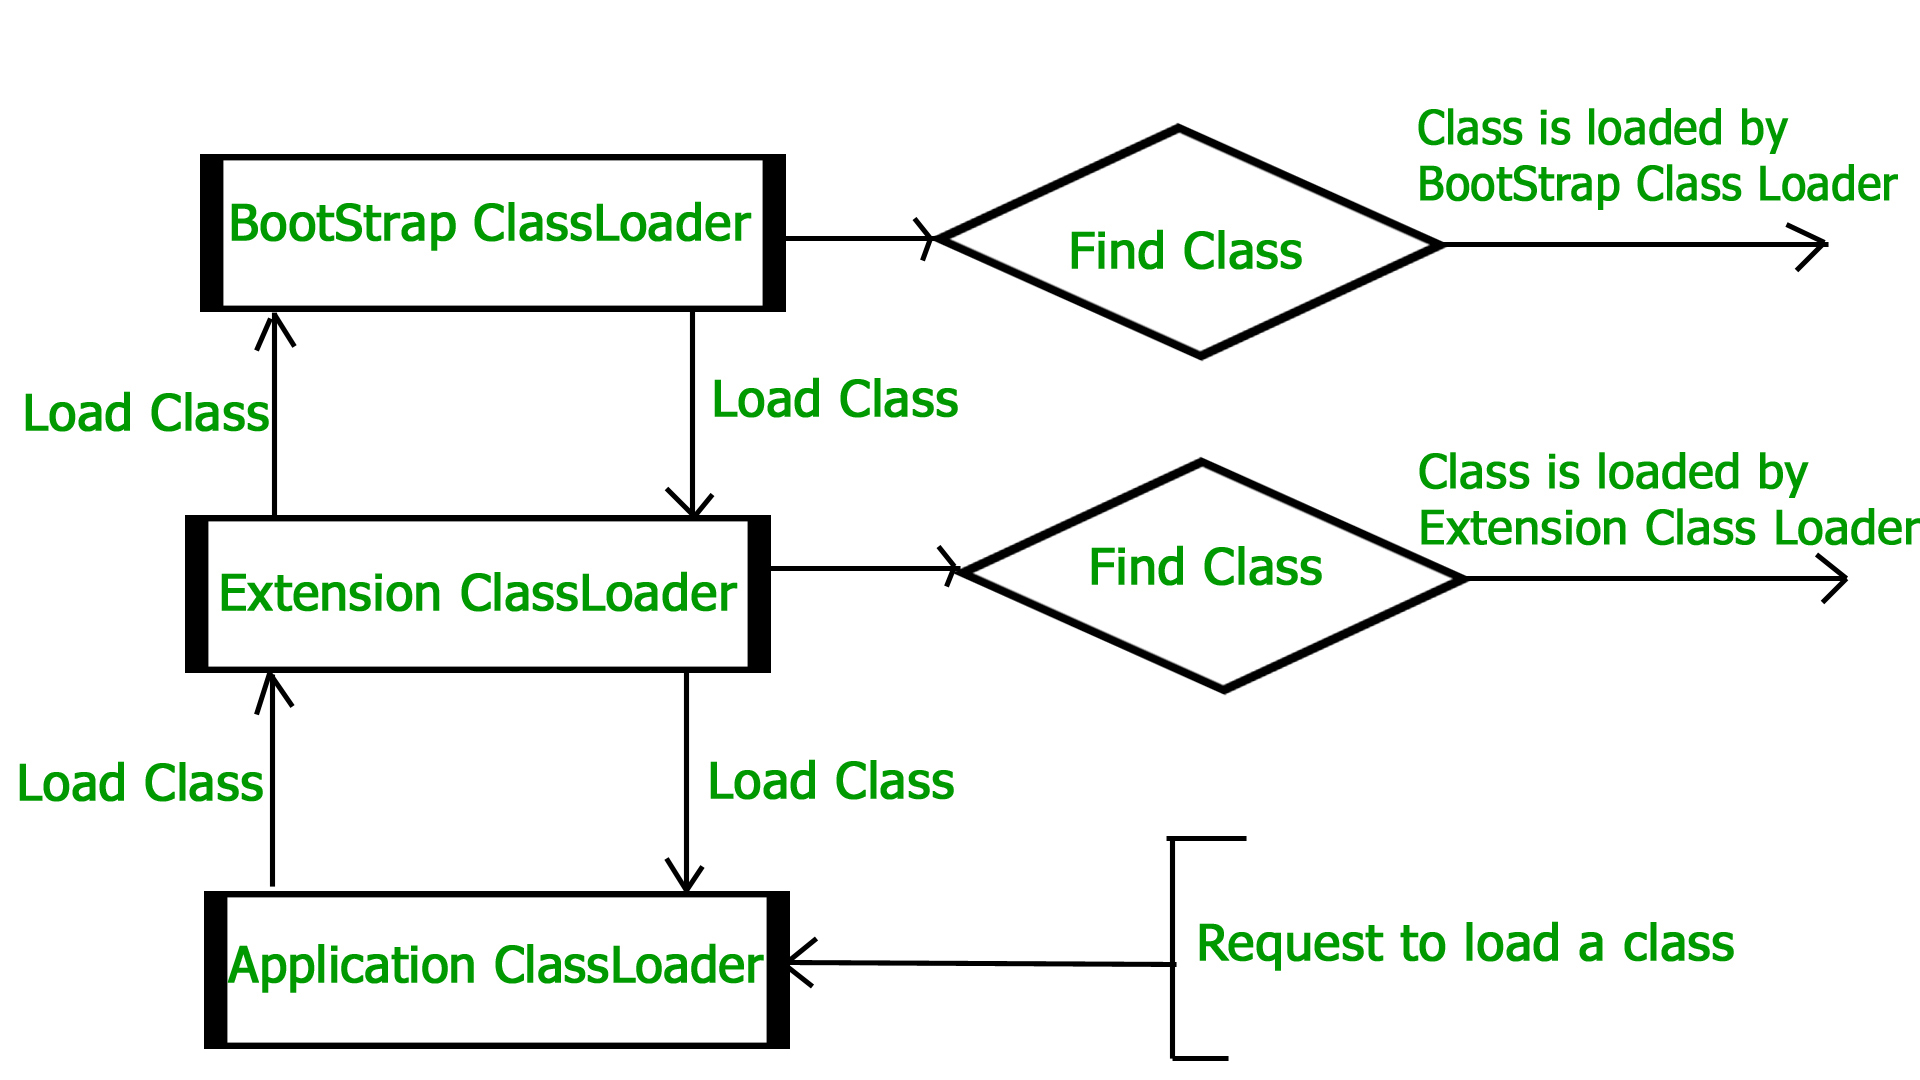 Class is loaded by
BootStrap Class Loader
BootStrap ClassLoader
Find Class
Load Class
Load Class
Class is loaded by
Extension Class Loader
Extension ClassLoader
Find Class
Load Class
Load Class
Application ClassLoader
Request to load a class